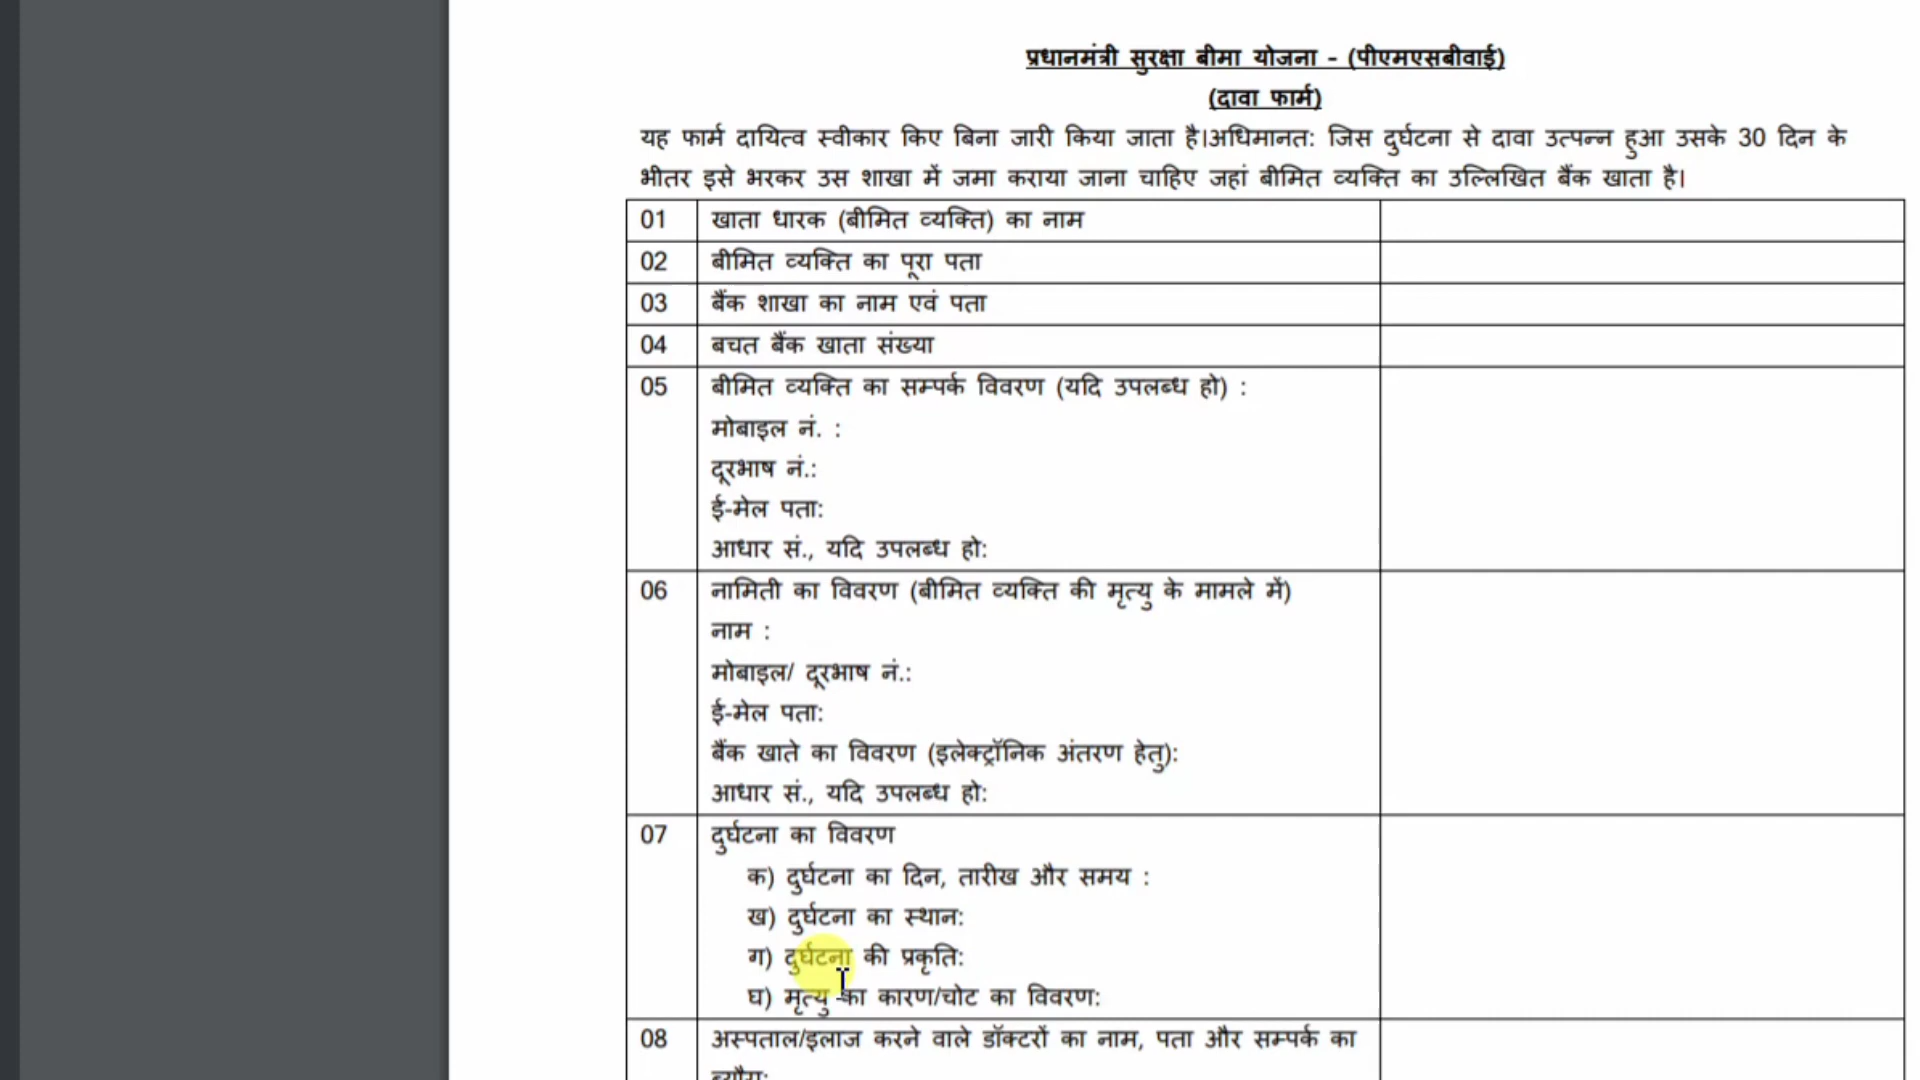 प्रधानमंत्री सुरक्षा बीमा योजना - (पीएमएसबीवाई)
(दावा फार्म)
यह फार्म दायित्व स्वीकार किए बिना जारी किया जाता है।अधिमानत: जिस दुर्घटना से दावा उत्पन्न हुआ उसके 30 दिन के
भीतर इसे भरकर उस शाखा में जमा कराया जाना चाहिए जहां बीमित व्यक्ति का उल्लिखित बैंक खाता है।
01 खाता धारक (बीमित व्यक्ति) का नाम
02 बीमित व्यक्ति का पूरा पता
03 बैंक शाखा का नाम एवं पता
04 बचत बैंक खाता संख्या
05 बीमित व्यक्ति का सम्पर्क विवरण (यदि उपलब्ध हो) :
मोबाइल नं. :
दूरभाष नं.:
ई-मेल पता:
आधार सं., यदि उपलब्ध हो:
06 नामिती का विवरण (बीमित व्यक्ति की मृत्यु के मामले में)
नाम :
मोबाइल/ दूरभाष नं.:
ई-मेल पता:
बैंक खाते का विवरण (इलेक्ट्रॉनिक अंतरण हेतु):
आधार सं., यदि उपलब्ध हो:
07 दुर्घटना का विवरण
क) दुर्घटना का दिन, तारीख और समय :
ख) दुर्घटना का स्थान:
ग) दुर्घटना की प्रकृति:
घ) मृत्यु का कारण/चोट का विवरण:
08 अस्पताल/इलाज करने वाले डॉक्टरों का नाम, पता और सम्पर्क का